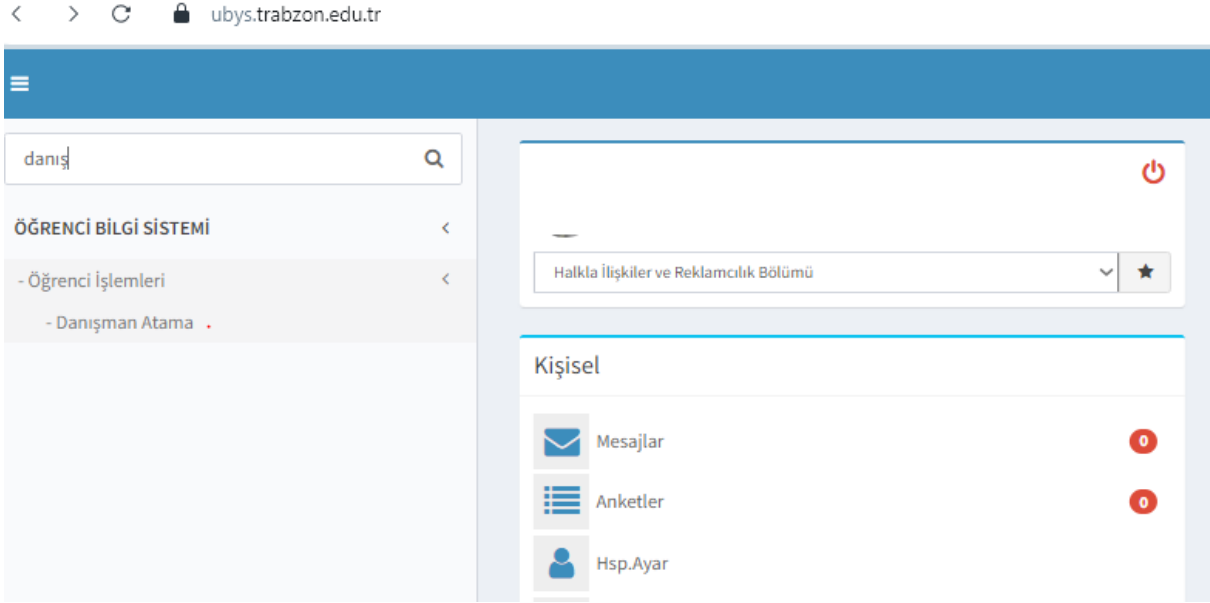 ubys.trabzon.edu.tr
danış
ÖĞRENCİ BİLGİ SİSTEMİ
- Öğrenci İşlemleri
- Danışman Atama
Halkla İlişkiler ve Reklamcılık Bölümü
Kişisel
Mesajlar 0
Anketler 0
Hsp.Ayar